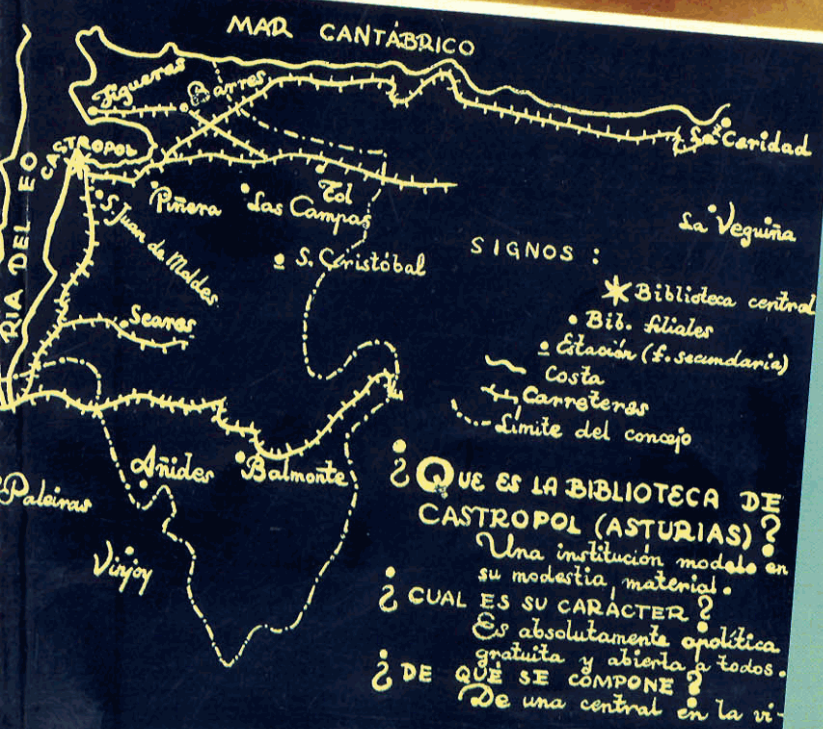 MAR CANTÁBRICO
Figueras
Barres
CASTROPOL
La Caridad
RIA DEL EO
Piñera
Las Campas
Tol
S. Juan de Moldes
S. Cristóbal
La Veguiña
Seares
SIGNOS:
Biblioteca central
Bib. filiales
Estación (f. secundaria)
Costa
Carreteras
Límite del concejo
Añides
Balmonte
Paleiras
Vinjoy
¿QUE ES LA BIBLIOTECA DE
CASTROPOL (ASTURIAS)?
Una institución modelo en
su modestia material.
¿CUAL ES SU CARÁCTER?
Es absolutamente apolítica
gratuita y abierta a todos.
¿DE QUÉ SE COMPONE?
De una central en la vi-